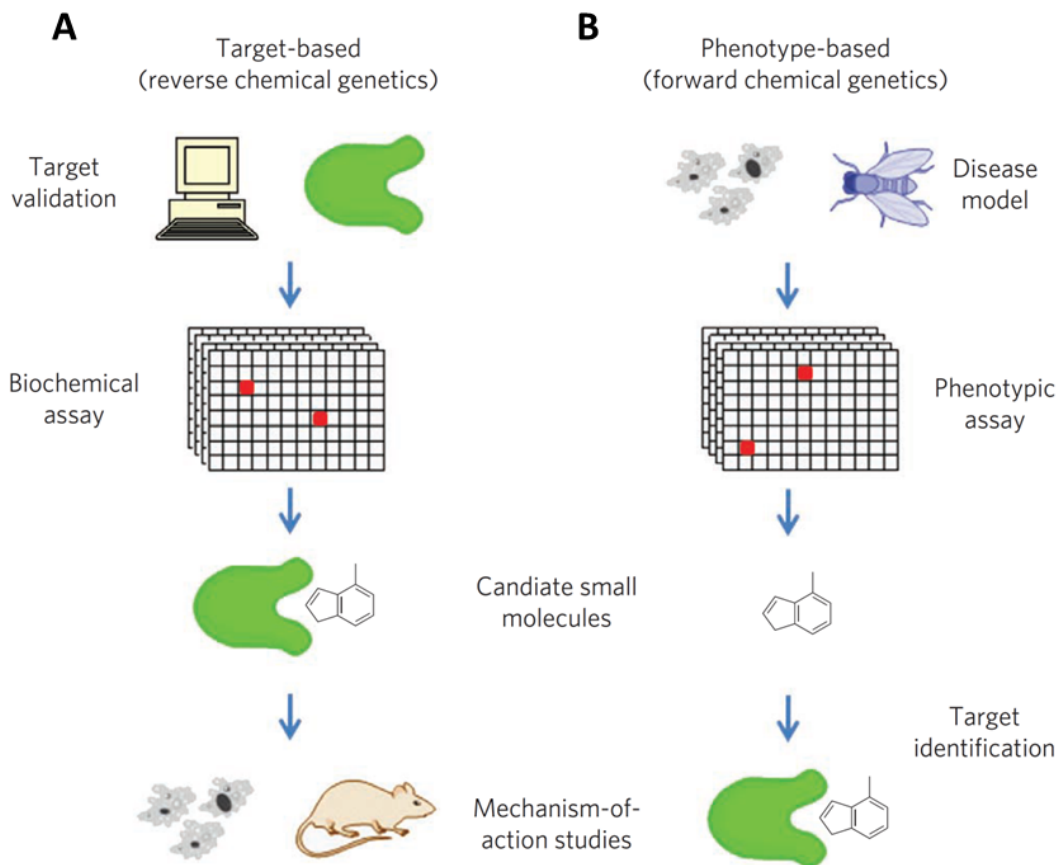 A
Target-based
(reverse chemical genetics)
B
Phenotype-based
(forward chemical genetics)
Target
validation
Disease
model
Biochemical
assay
Phenotypic
assay
Candiate small
molecules
Target
identification
Mechanism-of-
action studies